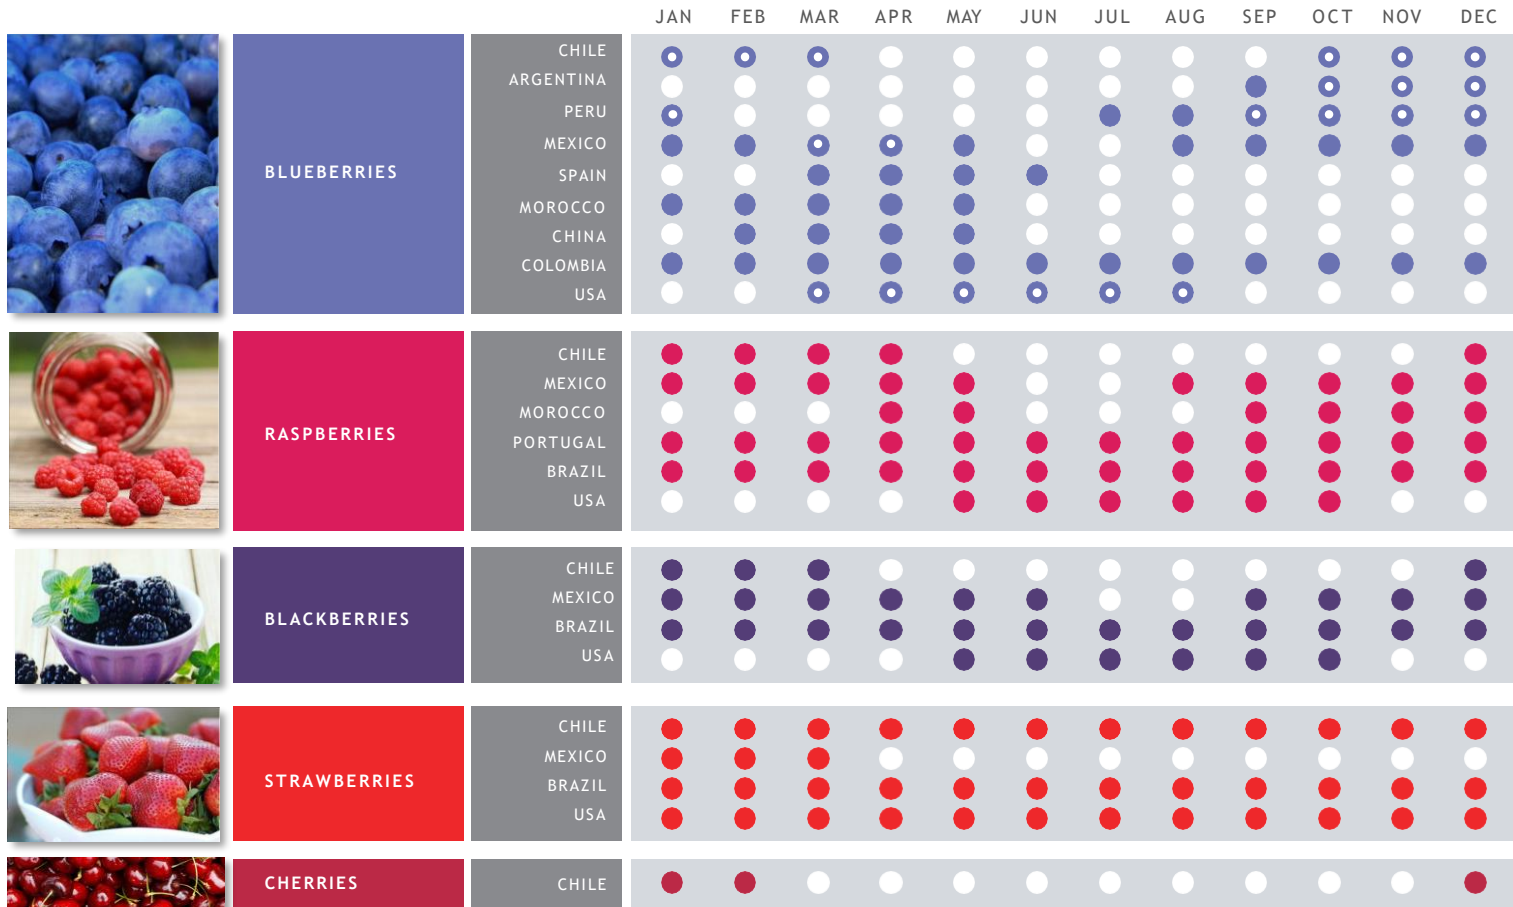 JAN FEB MAR APR MAY JUN JUL AUG SEP OCT NOV DEC
BLUEBERRIES
CHILE
ARGENTINA
PERU
MEXICO
SPAIN
MOROCCO
CHINA
COLOMBIA
USA
RASPBERRIES
CHILE
MEXICO
MOROCCO
PORTUGAL
BRAZIL
USA
BLACKBERRIES
CHILE
MEXICO
BRAZIL
USA
STRAWBERRIES
CHILE
MEXICO
BRAZIL
USA
CHERRIES
CHILE